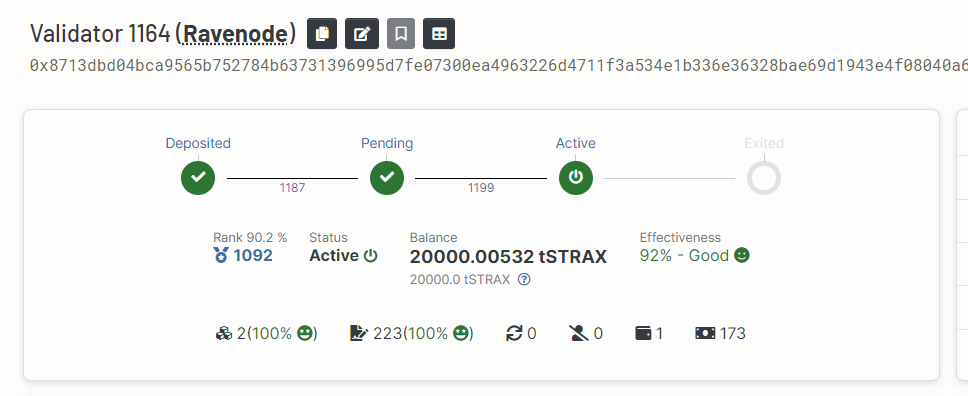 Validator 1164 (Ravenode)
0x8713dbd04bca9565b752784b63731396995d7fe07300ea4963226d4711f3a534e1b336e36328bae69d1943e4f08040a6
Deposited Pending Active Exited
1187 1199
Rank 90.2 % Status Balance Effectiveness
1092 Active 20000.00532 tSTRAX 92% - Good
20000.0 tSTRAX
2(100% ) 223(100% ) 0 0 1 173